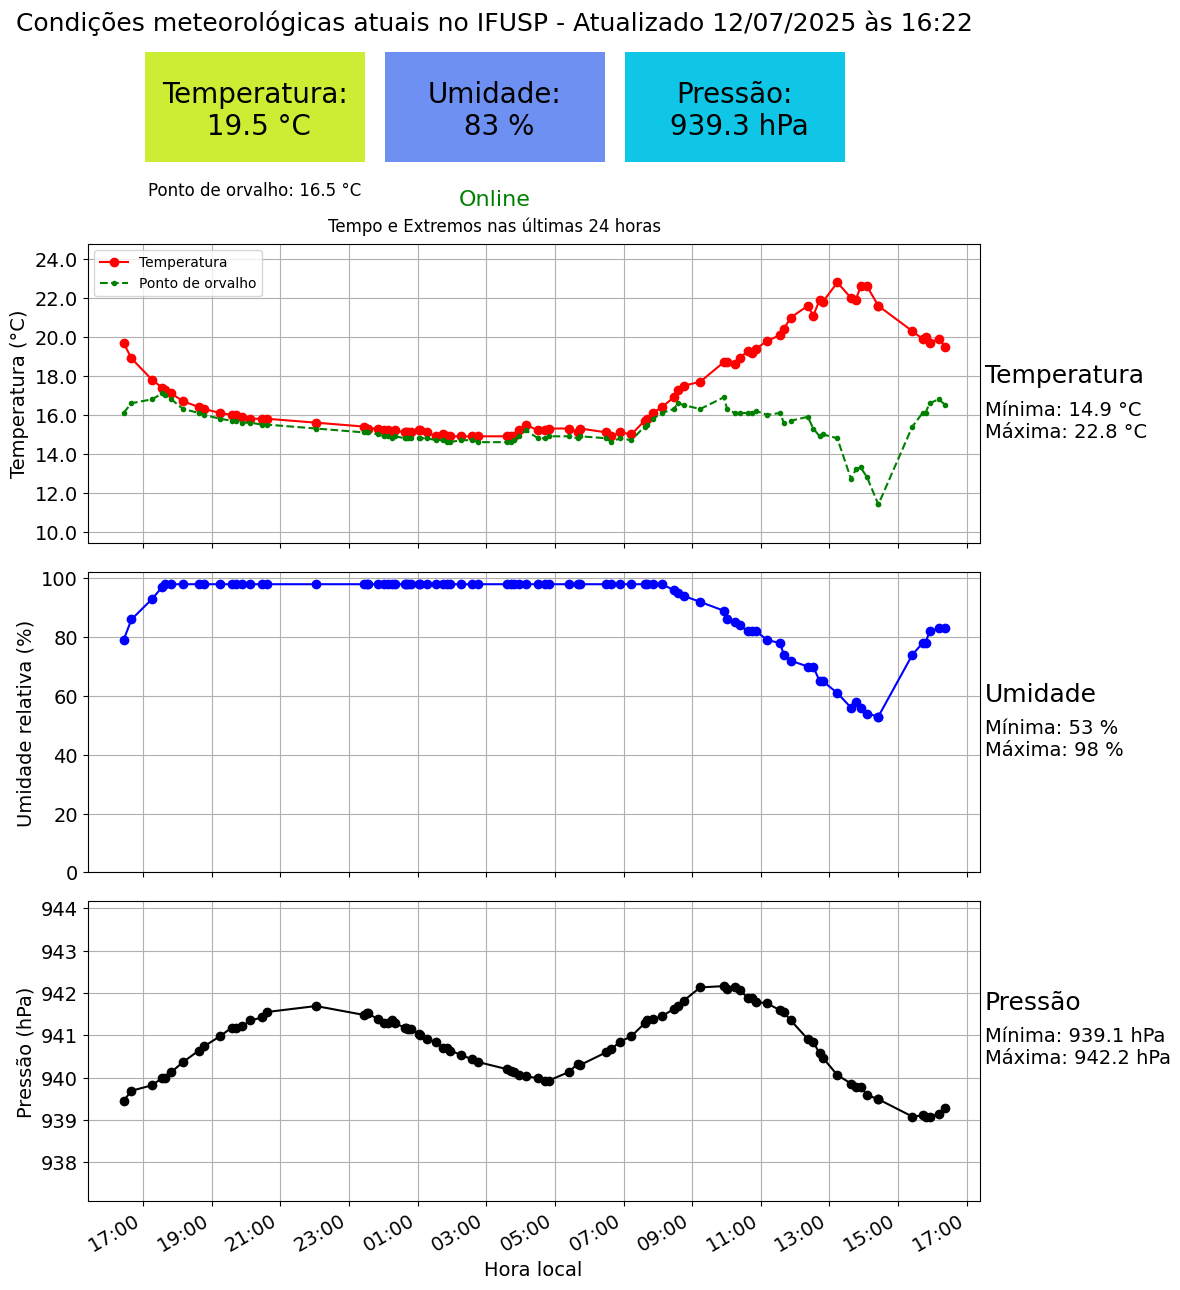 Condições meteorológicas atuais no IFUSP - Atualizado 12/07/2025 às 16:22
Temperatura:
19.5 °C
Umidade:
83 %
Pressão:
939.3 hPa
Ponto de orvalho: 16.5 °C
Online
Tempo e Extremos nas últimas 24 horas
Temperatura
Ponto de orvalho
Temperatura (°C)
24.0
22.0
20.0
18.0
16.0
14.0
12.0
10.0
Temperatura
Mínima: 14.9 °C
Máxima: 22.8 °C
Umidade relativa (%)
100
80
60
40
20
0
Umidade
Mínima: 53 %
Máxima: 98 %
Pressão (hPa)
944
943
942
941
940
939
938
Pressão
Mínima: 939.1 hPa
Máxima: 942.2 hPa
17:00 19:00 21:00 23:00 01:00 03:00 05:00 07:00 09:00 11:00 13:00 15:00 17:00
Hora local